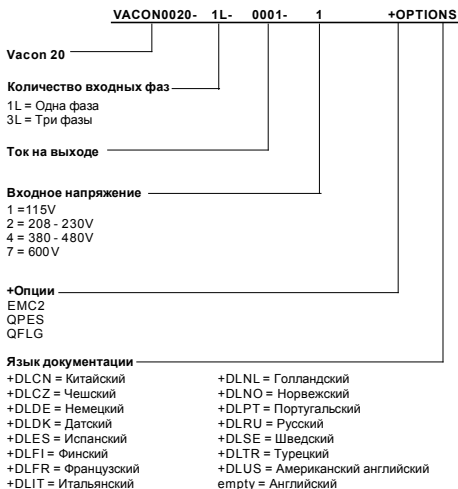 VACON0020- 1L- 0001- 1 +OPTIONS
Vacon 20
Количество входных фаз
1L = Одна фаза
3L = Три фазы
Ток на выходе
Входное напряжение
1 =115V
2 = 208 - 230V
4 = 380 - 480V
7 = 600V
+Опции
EMC2
QPES
QFLG
Язык документации
+DLCN = Китайский
+DLCZ = Чешский
+DLDE = Немецкий
+DLDK = Датский
+DLES = Испанский
+DLFI = Финский
+DLFR = Французский
+DLIT = Итальянский
+DLNL = Голландский
+DLNO = Норвежский
+DLPT = Португальский
+DLRU = Русский
+DLSE = Шведский
+DLTR = Турецкий
+DLUS = Американский английский
empty = Английский